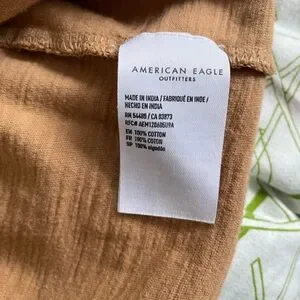 AMERICAN EAGLE
OUTFITTERS
MADE IN INDIA / FABRIQUÉ EN INDE /
HECHO EN INDIA
RN 54485 / CA 03873
RFC# AEM120605U9A
EN 100% COTTON
FR 100% COTON
SP 100% algodón